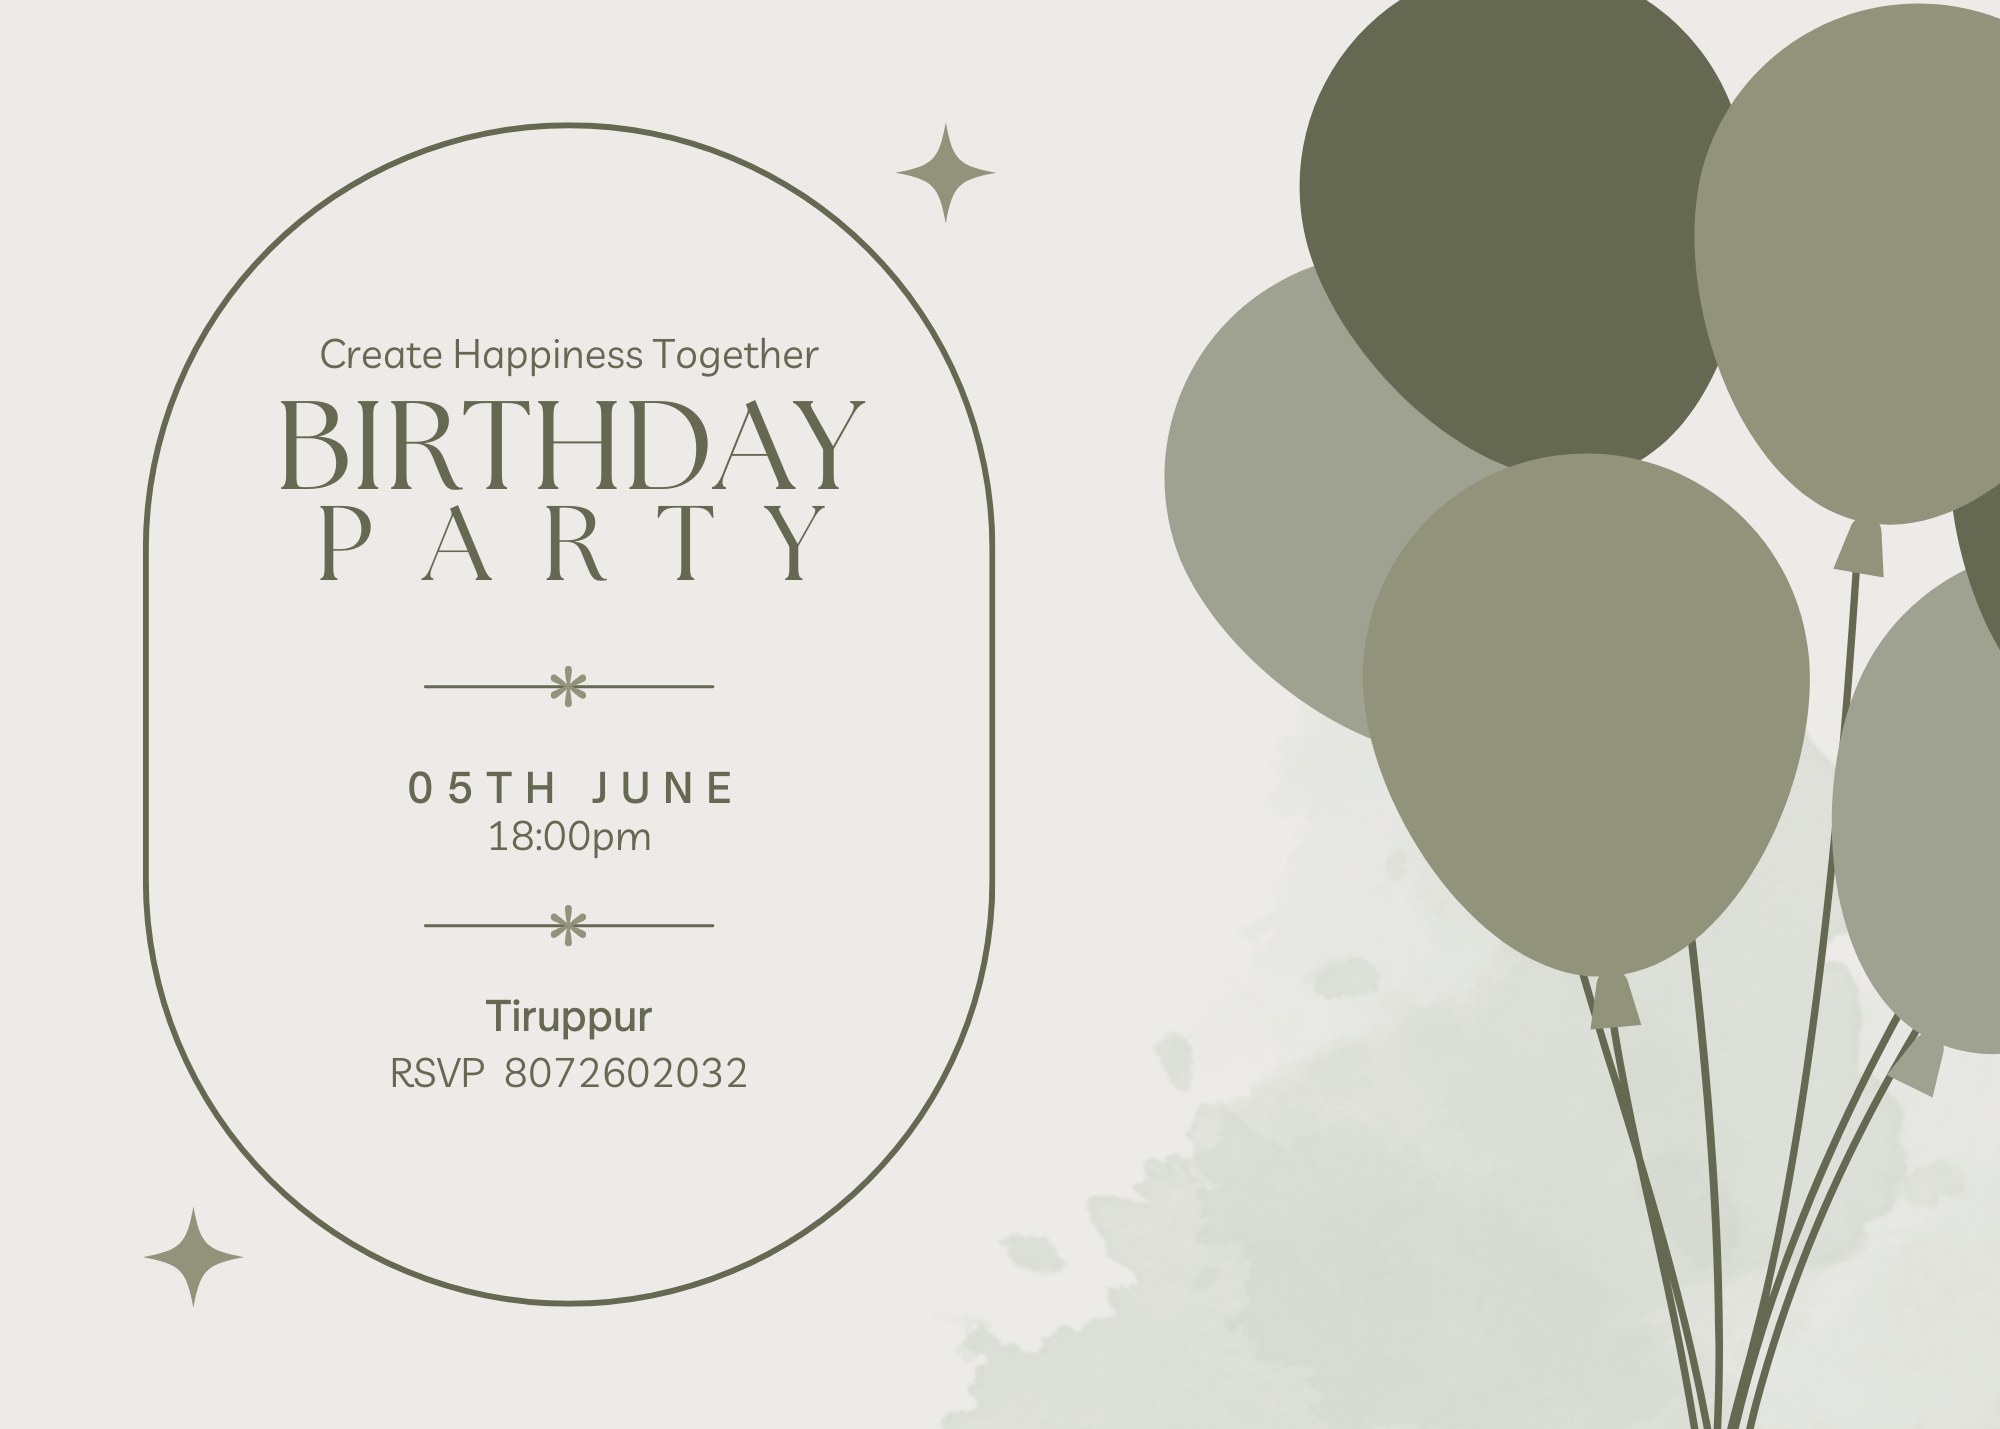 Create Happiness Together
BIRTHDAY
PARTY
05TH JUNE
18:00pm
Tiruppur
RSVP 8072602032